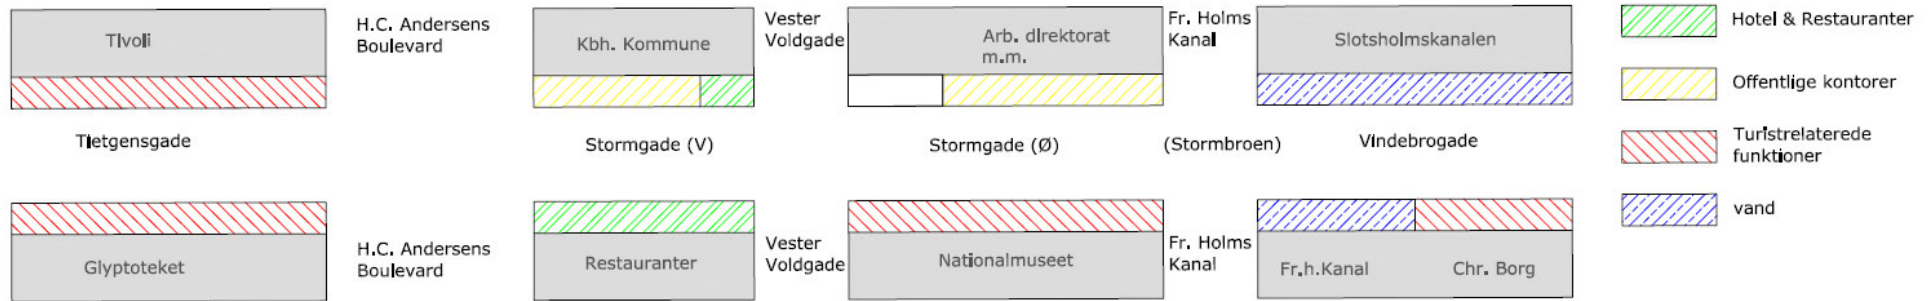 Tivoli
H.C. Andersens
Boulevard
Kbh. Kommune
Vester
Voldgade
Arb. direktorat
m.m.
Fr. Holms
Kanal
Slotsholmskanalen
Hotel & Restauranter
Offentlige kontorer
Turistrelaterede
funktioner
vand
Tietgensgade
Stormgade (V)
Stormgade (Ø)
(Stormbroen)
Vindebrogade
Glyptoteket
H.C. Andersens
Boulevard
Restauranter
Vester
Voldgade
Nationalmuseet
Fr. Holms
Kanal
Fr.h.Kanal
Chr. Borg